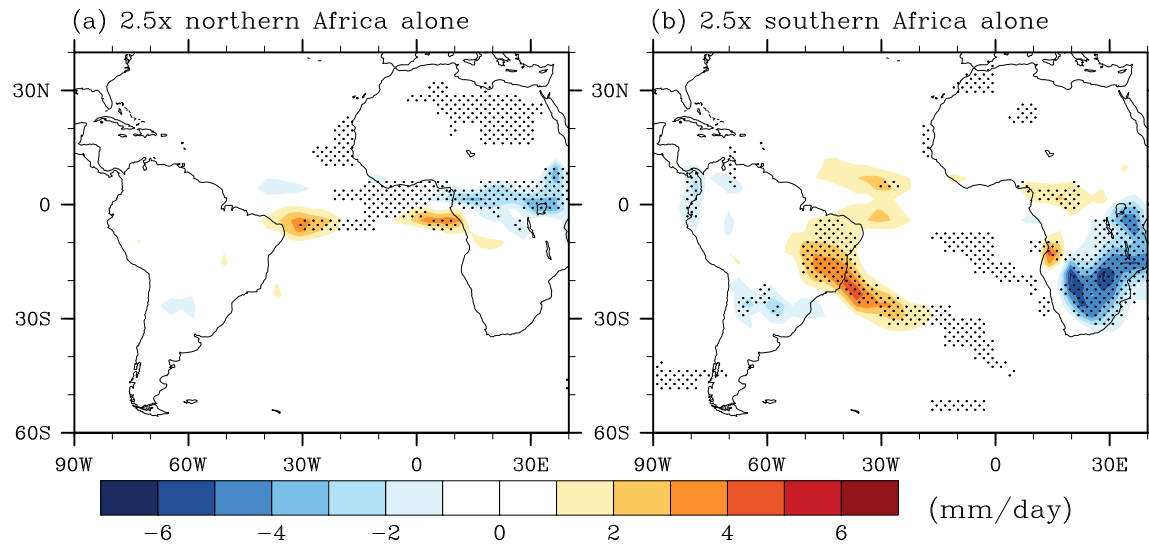 (a) 2.5x northern Africa alone
(b) 2.5x southern Africa alone
30N
0
30S
60S
90W 60W 30W 0 30E
30N
0
30S
60S
90W 60W 30W 0 30E
−6 −4 −2 0 2 4 6
(mm/day)